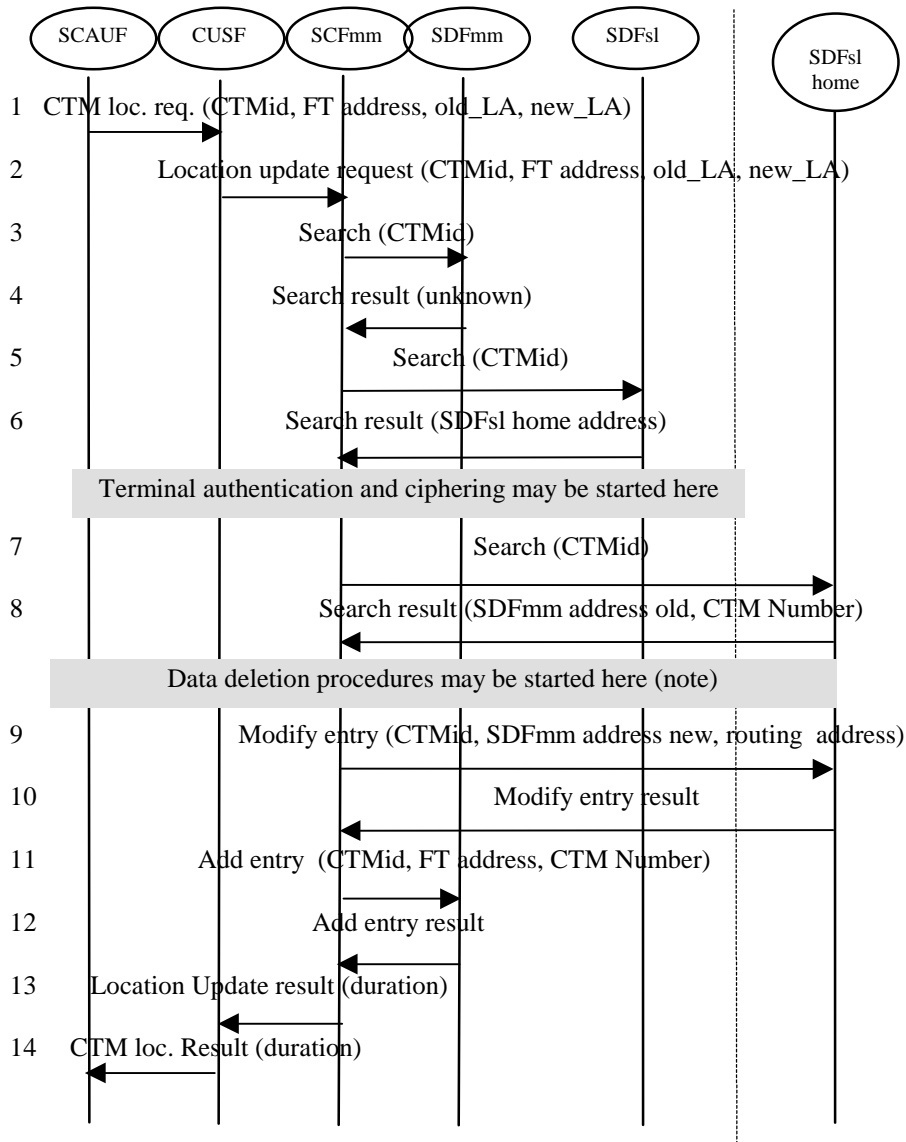 SCAUF CUSF SCFmm SDFmm SDFsl
SDFsl
home
1 CTM loc. req. (CTMid, FT address, old_LA, new_LA)
2 Location update request (CTMid, FT address, old_LA, new_LA)
3 Search (CTMid)
4 Search result (unknown)
5 Search (CTMid)
6 Search result (SDFsl home address)
Terminal authentication and ciphering may be started here
7 Search (CTMid)
8 Search result (SDFmm address old, CTM Number)
Data deletion procedures may be started here (note)
9 Modify entry (CTMid, SDFmm address new, routing address)
10 Modify entry result
11 Add entry (CTMid, FT address, CTM Number)
12 Add entry result
13 Location Update result (duration)
14 CTM loc. Result (duration)